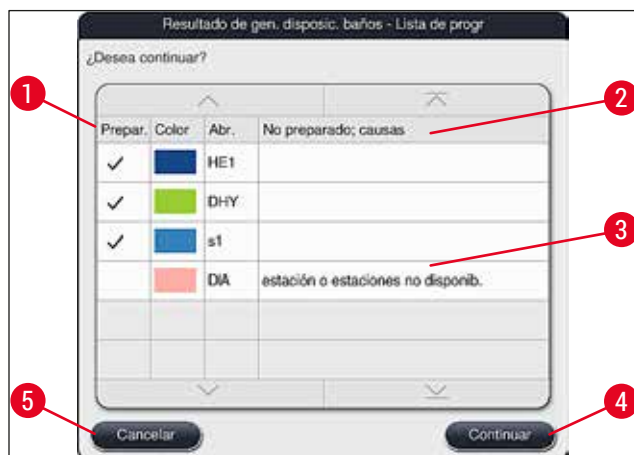 Resultado de gen. disposic. baños - Lista de progr
¿Desea continuar?
1
2
Prepar. Color Abr. No preparado; causas
HE1
DHY
s1
3
DIA estación o estaciones no disponib.
5
4
Cancelar Continuar